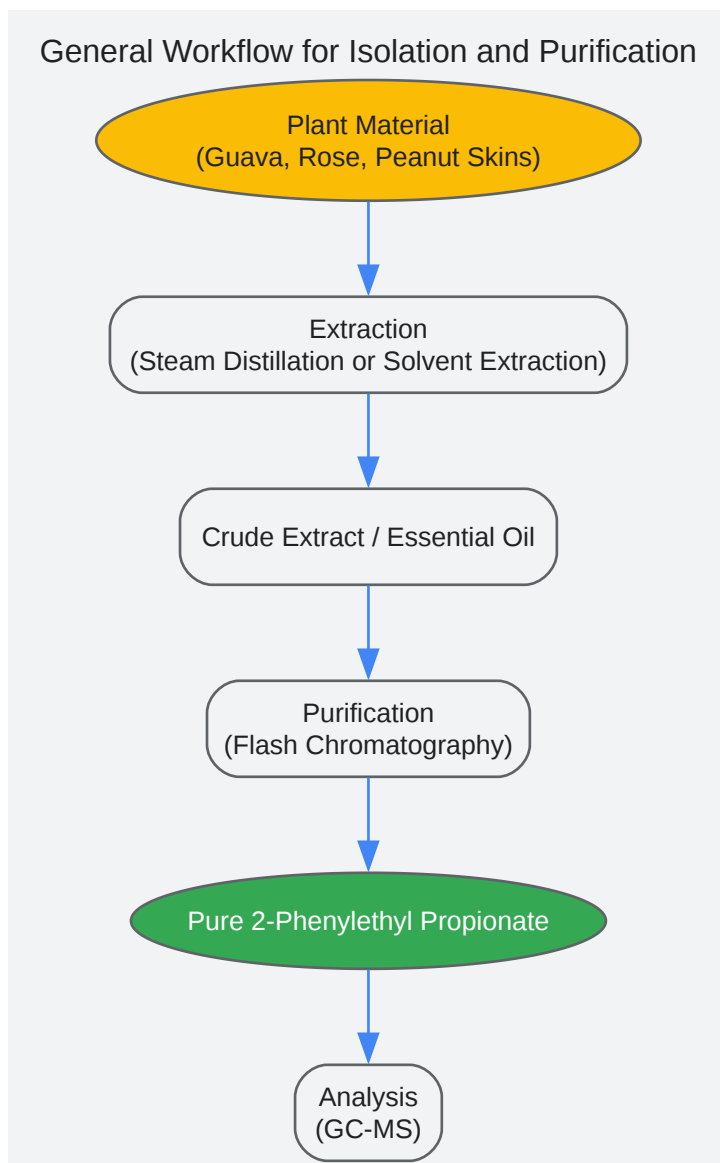 General Workflow for Isolation and Purification
Plant Material
(Guava, Rose, Peanut Skins)
Extraction
(Steam Distillation or Solvent Extraction)
Crude Extract / Essential Oil
Purification
(Flash Chromatography)
Pure 2-Phenylethyl Propionate
Analysis
(GC-MS)